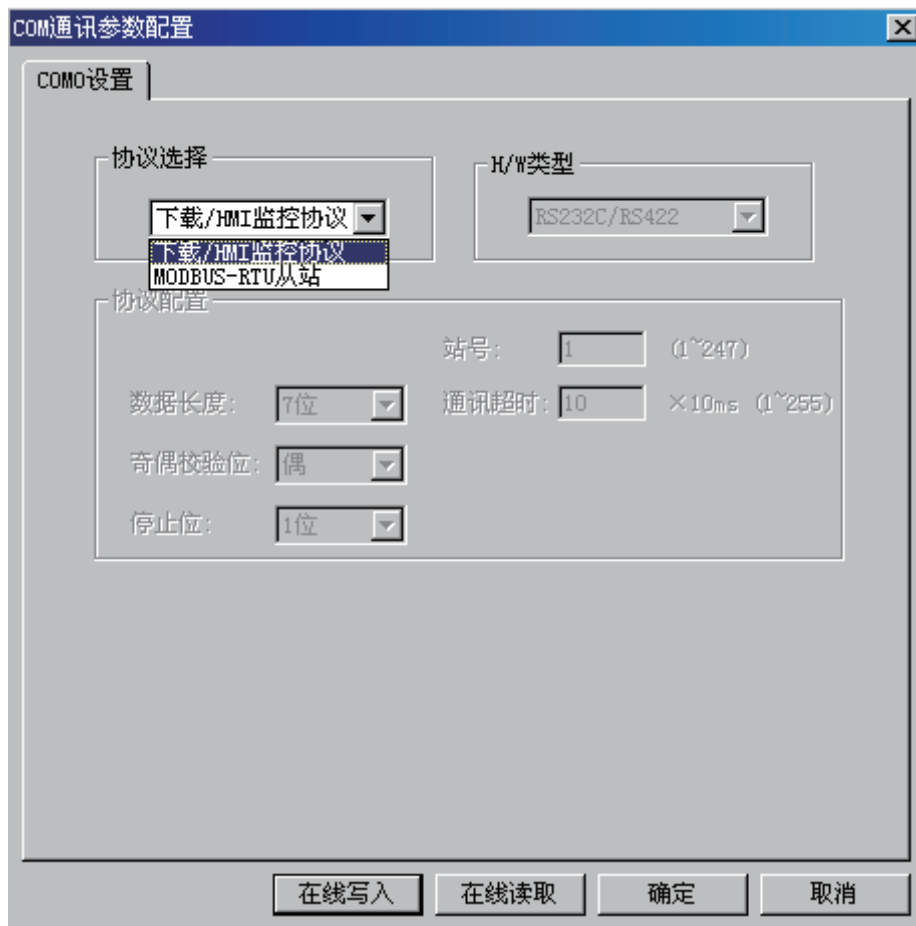 COM通讯参数配置
COM0设置
协议选择
H/W类型
下载/HMI监控协议
RS232C/RS422
下载/HMI监控协议
MODBUS-RTU从站
协议配置
站号: 1 (1~247)
数据长度: 7位 通讯超时: 10 ×10ms (1~255)
奇偶校验位: 偶
停止位: 1位
在线写入 在线读取 确定 取消